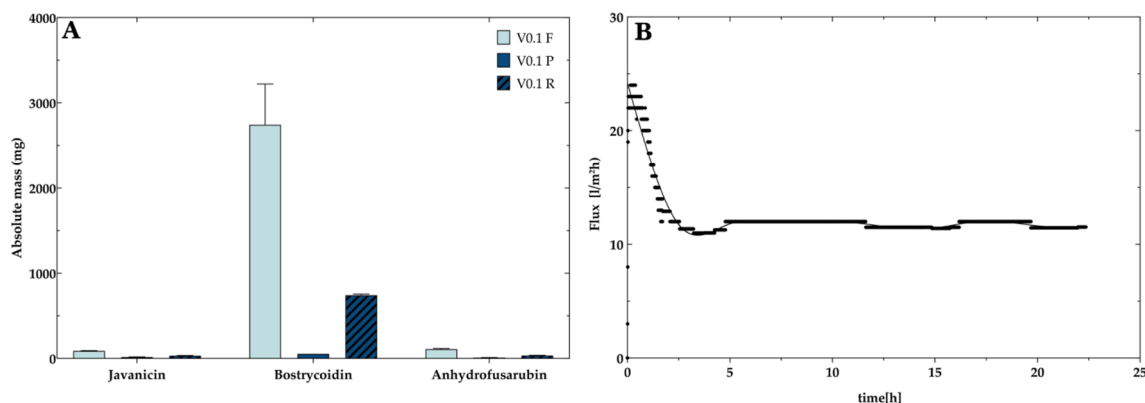 A
4000
3000
2000
1000
0
Absolute mass (mg)
V0.1 F
V0.1 P
V0.1 R
Javanicin
Bostrycoidin
Anhydrofusarubin
B
30
20
10
0
Flux [l/m²h]
0 5 10 15 20 25
time[h]